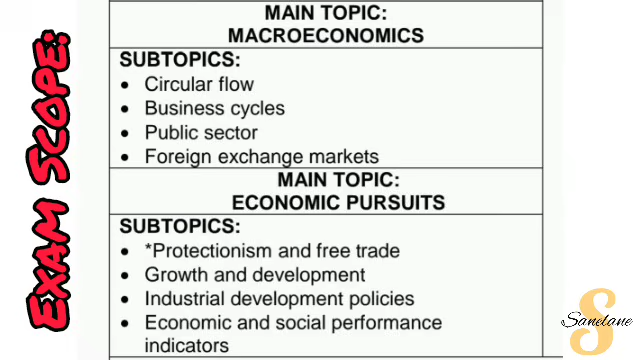 Exam Scope:
MAIN TOPIC:
MACROECONOMICS
SUBTOPICS:
• Circular flow
• Business cycles
• Public sector
• Foreign exchange markets
MAIN TOPIC:
ECONOMIC PURSUITS
SUBTOPICS:
• *Protectionism and free trade
• Growth and development
• Industrial development policies
• Economic and social performance
indicators
S
Sanelane